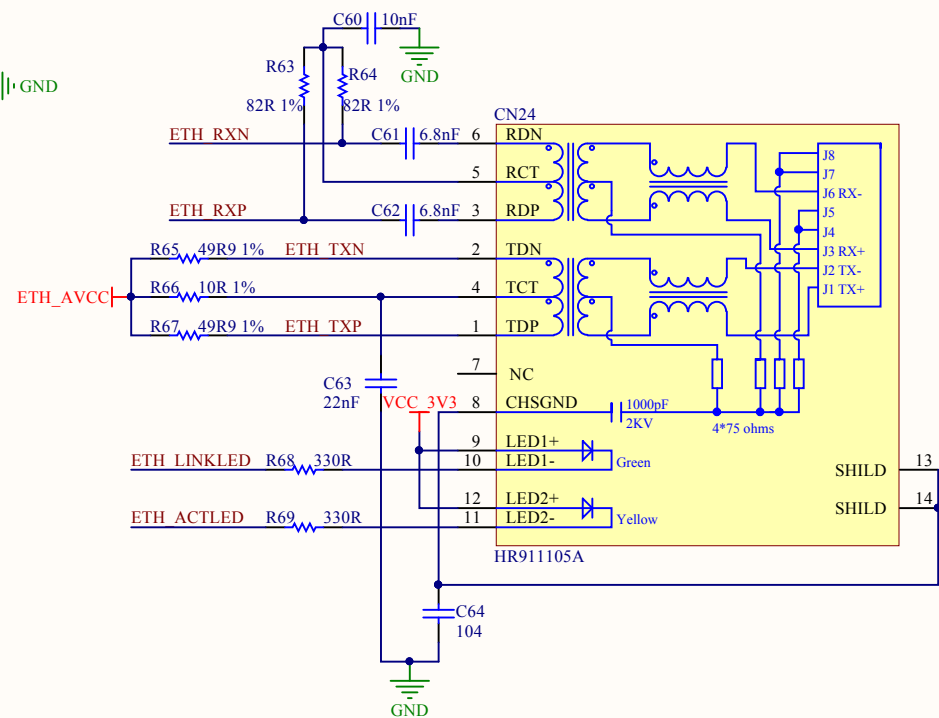 C60 10nF
GND
R63
R64
82R 1%
82R 1%
GND
CN24
ETH_RXN
C61 6.8nF 6 RDN
5 RCT
ETH_RXP
C62 6.8nF 3 RDP
R65 49R9 1% ETH_TXN 2 TDN
ETH_AVCC
R66 10R 1% 4 TCT
R67 49R9 1% ETH_TXP 1 TDP
J8
J7
J6 RX-
J5
J4
J3 RX+
J2 TX-
J1 TX+
7 NC
C63
22nF
VCC_3V3
8 CHSGND
1000pF
2KV
4*75 ohms
9 LED1+
ETH_LINKLED R68 330R 10 LED1-
Green
12 LED2+
ETH_ACTLED R69 330R 11 LED2-
Yellow
SHILD 13
SHILD 14
HR911105A
C64
104
GND